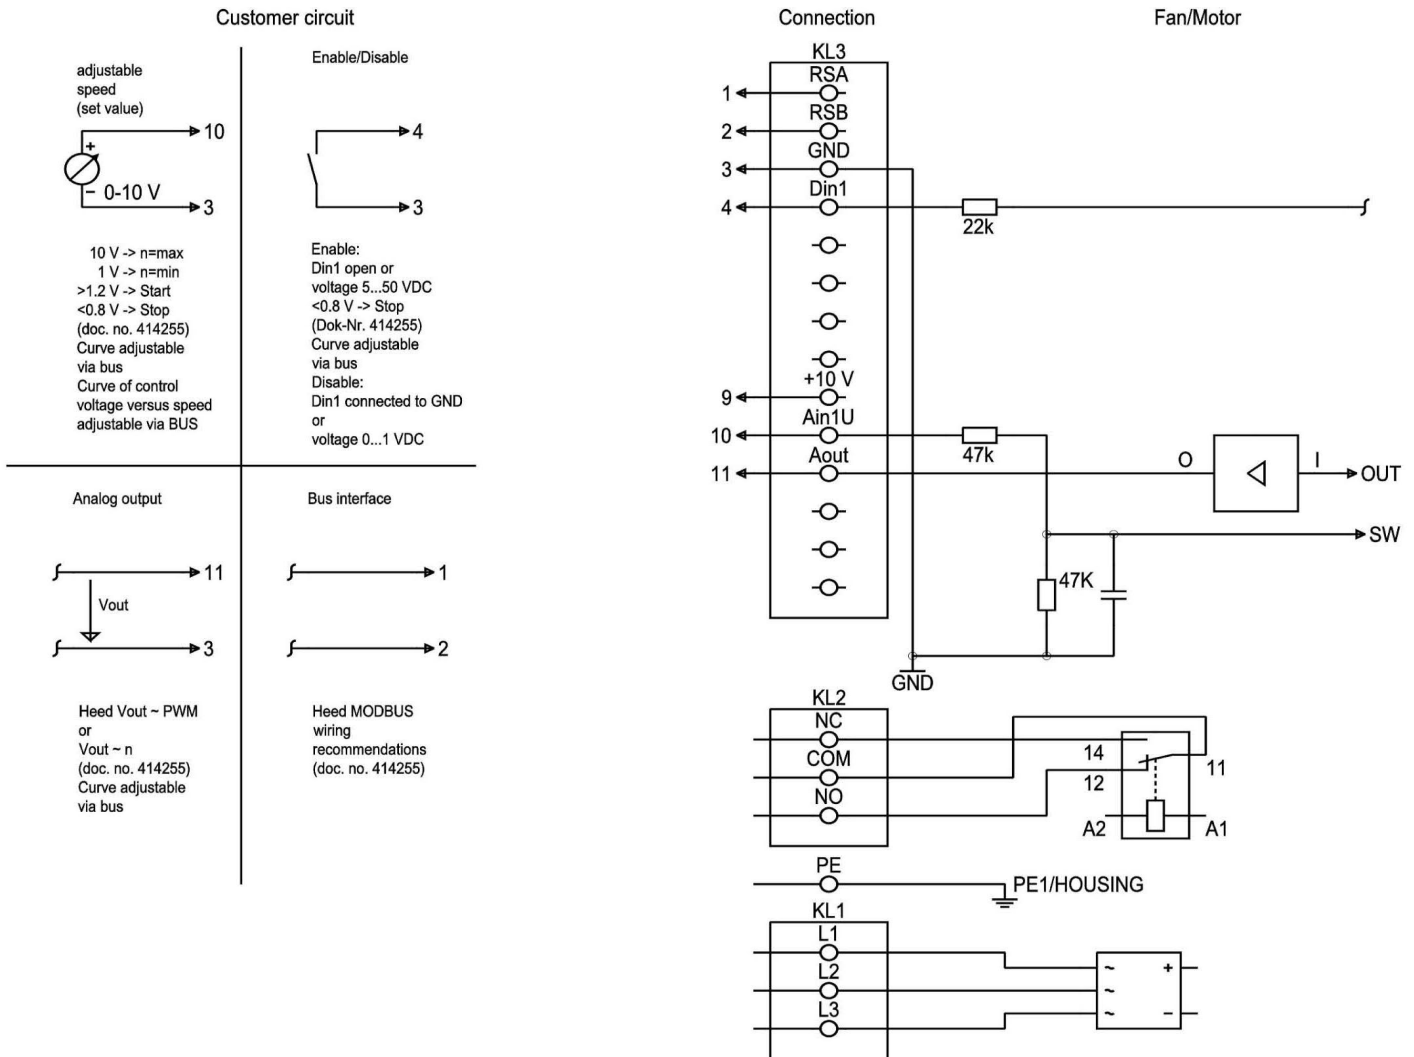 Customer circuit
Connection
Fan/Motor
adjustable
speed
(set value)
+
10
− 0-10 V
3
10 V -> n=max
1 V -> n=min
>1.2 V -> Start
<0.8 V -> Stop
(doc. no. 414255)
Curve adjustable
via bus
Curve of control
voltage versus speed
adjustable via BUS
Enable/Disable
4
3
Enable:
Din1 open or
voltage 5...50 VDC
<0.8 V -> Stop
(Dok-Nr. 414255)
Curve adjustable
via bus
Disable:
Din1 connected to GND
or
voltage 0...1 VDC
Analog output
11
Vout
3
Heed Vout ~ PWM
or
Vout ~ n
(doc. no. 414255)
Curve adjustable
via bus
Bus interface
1
2
Heed MODBUS
wiring
recommendations
(doc. no. 414255)
KL3
RSA
1
RSB
2
GND
3
Din1
4
22k
+10 V
9
Ain1U
10
47k
Aout
11
O
I
OUT
SW
47K
GND
KL2
NC
14
COM
11
12
NO
A2
A1
PE
PE1/HOUSING
KL1
L1
~
+
L2
~
L3
~
−